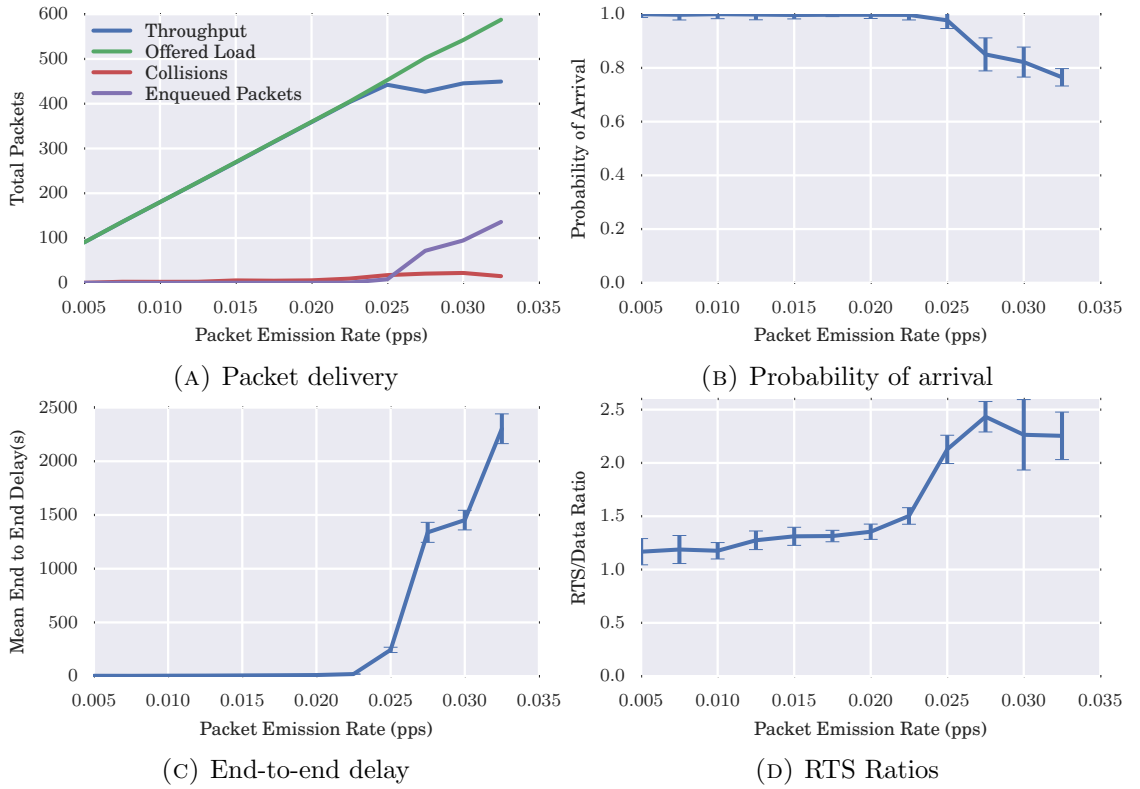 600
500
400
300
200
100
0
Total Packets
Throughput
Offered Load
Collisions
Enqueued Packets
0.005 0.010 0.015 0.020 0.025 0.030 0.035
Packet Emission Rate (pps)
(A) Packet delivery
1.0
0.8
0.6
0.4
0.2
0.0
Probability of Arrival
0.005 0.010 0.015 0.020 0.025 0.030 0.035
Packet Emission Rate (pps)
(B) Probability of arrival
2500
2000
1500
1000
500
0
Mean End to End Delay(s)
0.005 0.010 0.015 0.020 0.025 0.030 0.035
Packet Emission Rate (pps)
(C) End-to-end delay
2.5
2.0
1.5
1.0
0.5
0.0
RTS/Data Ratio
0.005 0.010 0.015 0.020 0.025 0.030 0.035
Packet Emission Rate (pps)
(D) RTS Ratios